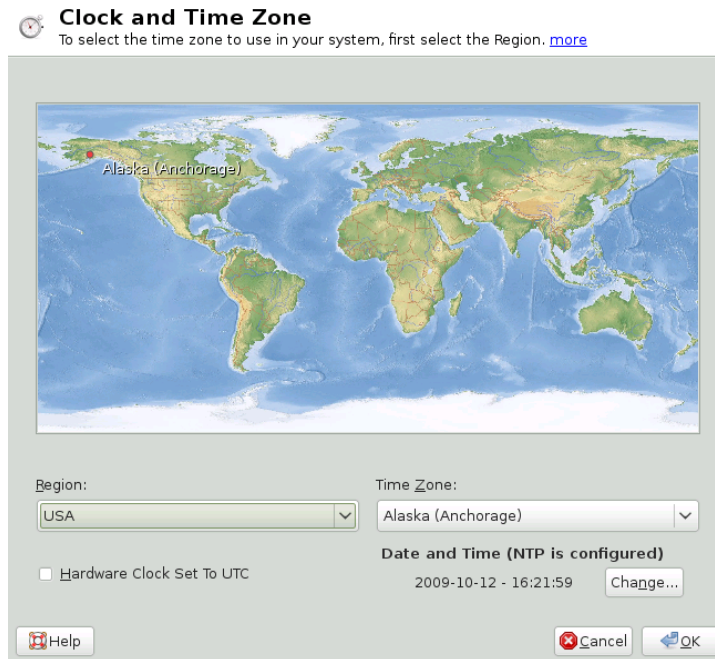 Clock and Time Zone
To select the time zone to use in your system, first select the Region. more
Alaska (Anchorage)
Region:
Time Zone:
USA
Alaska (Anchorage)
Hardware Clock Set To UTC
Date and Time (NTP is configured)
2009-10-12 - 16:21:59
Change...
Help
Cancel
OK